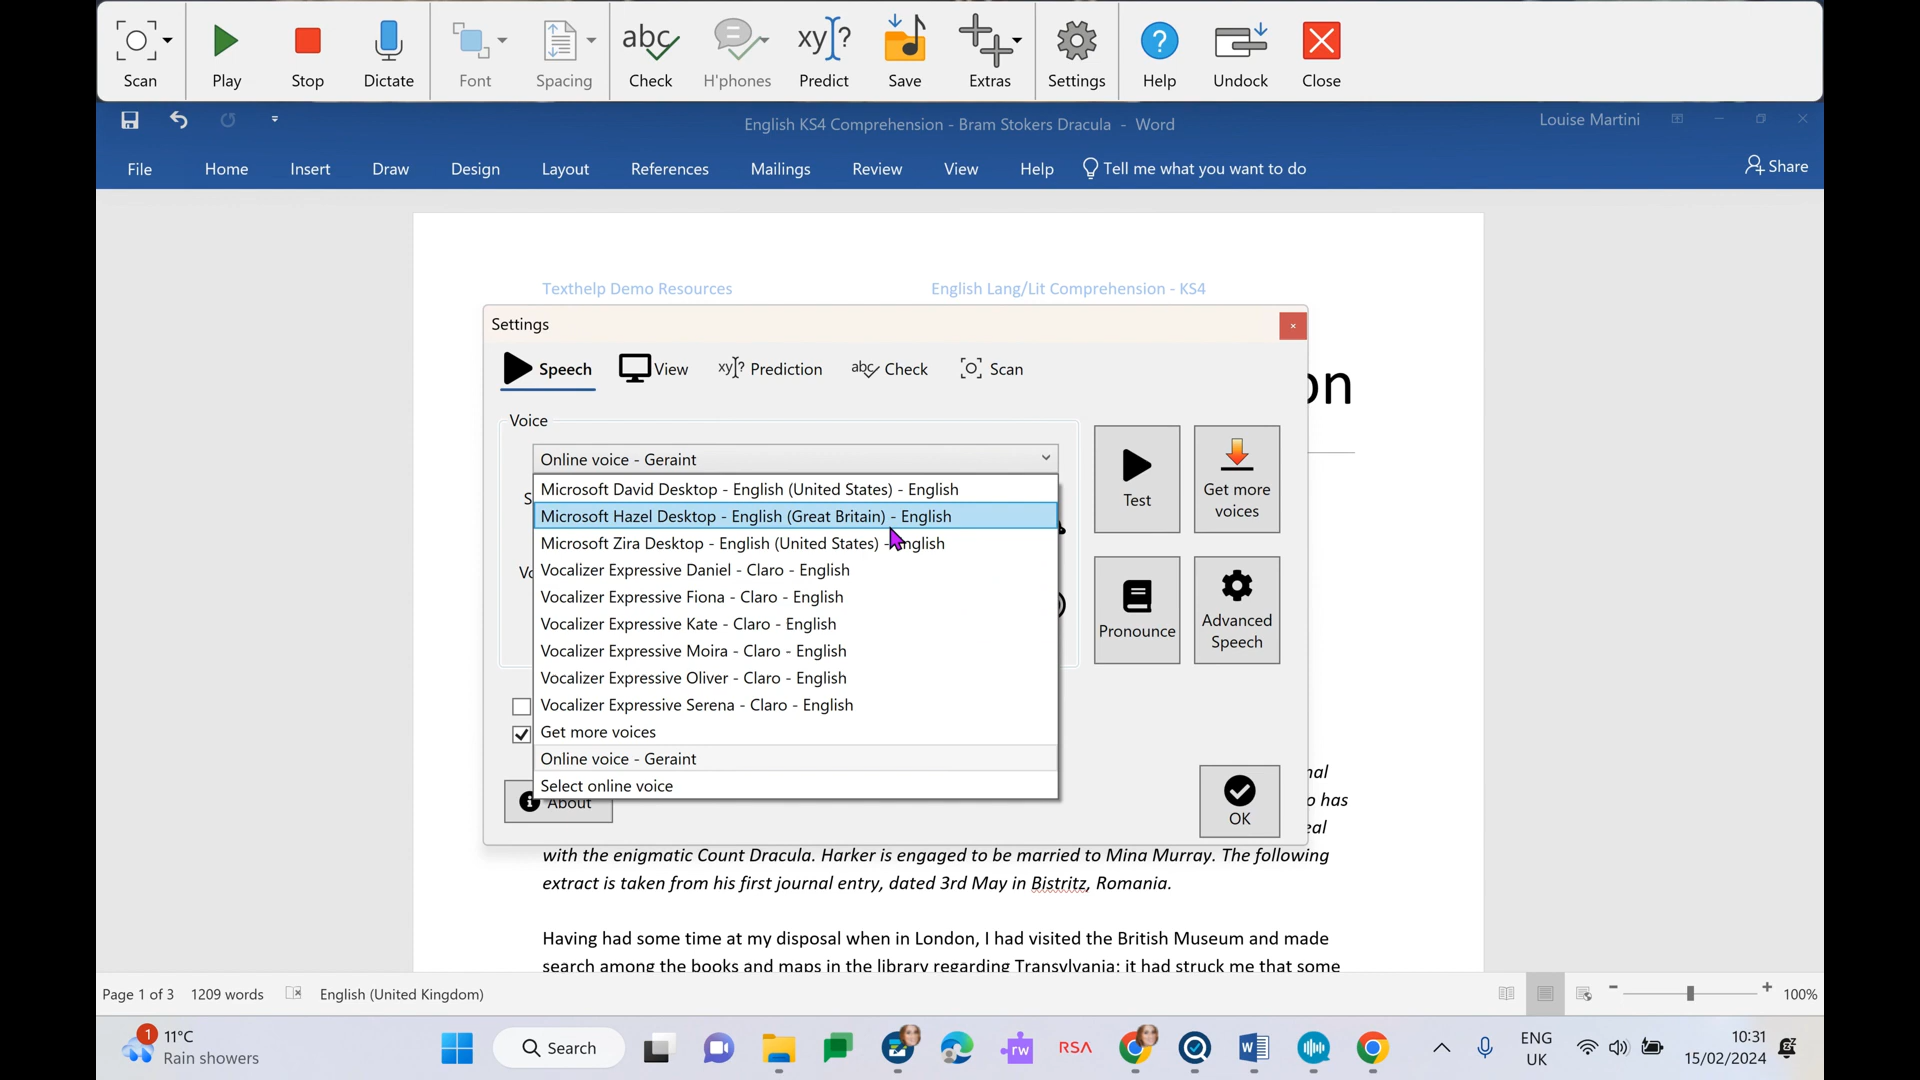 Scan
Play
Stop
Dictate
Font
Spacing
abc
Check
H'phones
xy ?
Predict
Save
Extras
Settings
?
Help
Undock
Close
English KS4 Comprehension - Bram Stokers Dracula - Word
Louise Martini
File
Home
Insert
Draw
Design
Layout
References
Mailings
Review
View
Help
Tell me what you want to do
Share
Texthelp Demo Resources
English Lang/Lit Comprehension - KS4
Settings
Speech
View
xy ?
Prediction
abc
Check
Scan
on
Voice
Online voice - Geraint
Microsoft David Desktop - English (United States) - English
Microsoft Hazel Desktop - English (Great Britain) - English
Microsoft Zira Desktop - English (United States) - English
Vocalizer Expressive Daniel - Claro - English
Vocalizer Expressive Fiona - Claro - English
Vocalizer Expressive Kate - Claro - English
Vocalizer Expressive Moira - Claro - English
Vocalizer Expressive Oliver - Claro - English
Vocalizer Expressive Serena - Claro - English
Get more voices
Online voice - Geraint
Select online voice
Test
Get more
voices
Pronounce
Advanced
Speech
About
OK
nal
o has
eal
with the enigmatic Count Dracula. Harker is engaged to be married to Mina Murray. The following
extract is taken from his first journal entry, dated 3rd May in Bistritz, Romania.
Having had some time at my disposal when in London, I had visited the British Museum and made
search among the books and maps in the library regarding Transylvania; it had struck me that some
Page 1 of 3
1209 words
English (United Kingdom)
100%
1
11°C
Rain showers
Search
rw
RSA
ENG
UK
10:31
15/02/2024